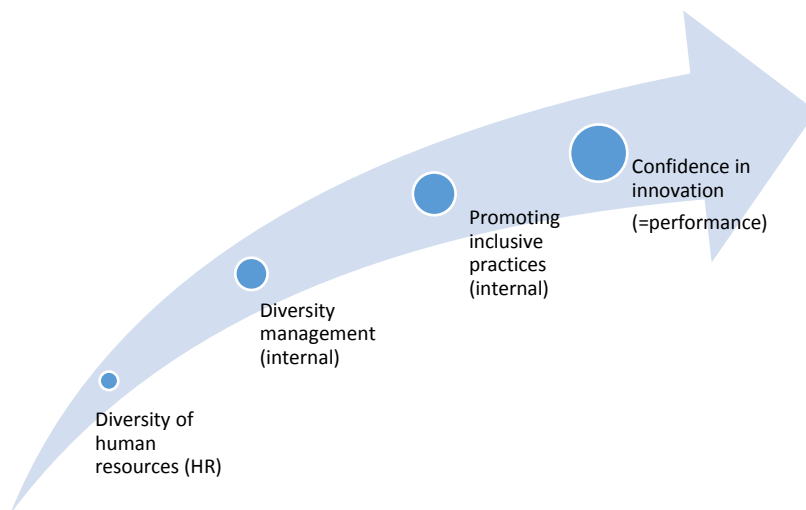 Diversity of
human
resources (HR)
Diversity
management
(internal)
Promoting
inclusive
practices
(internal)
Confidence in
innovation
(=performance)